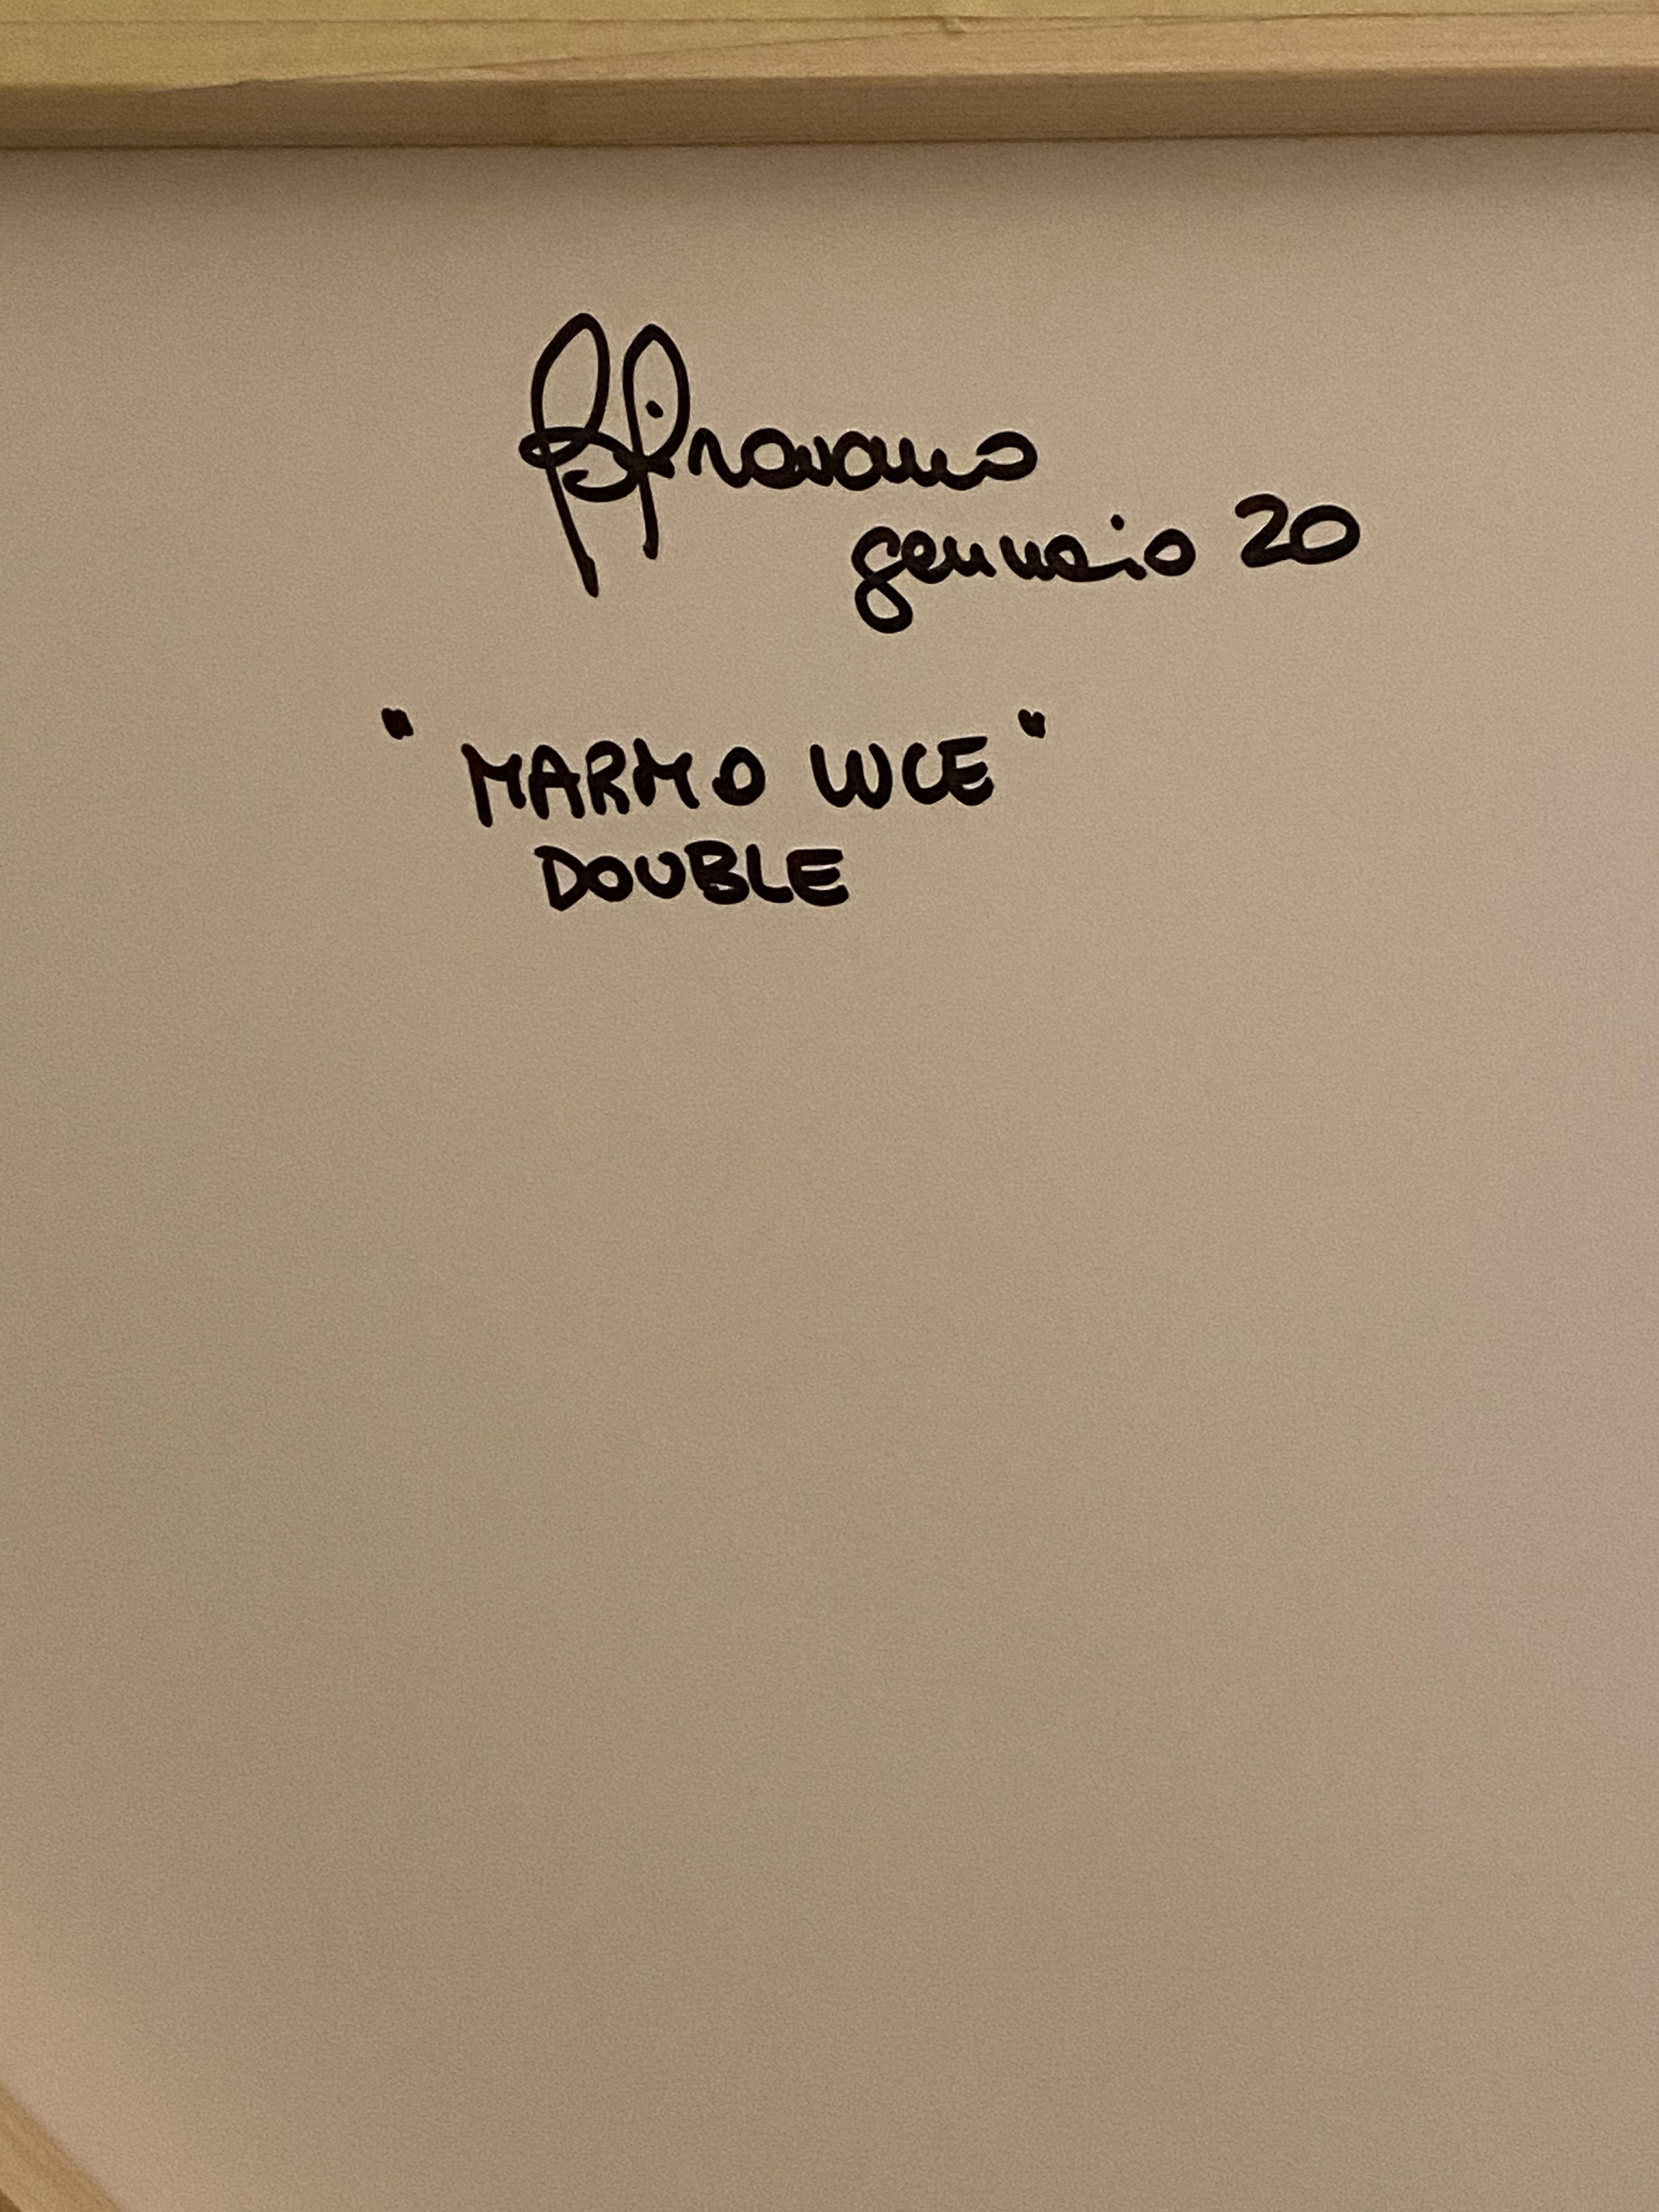 gennaio 20
"MARMO LUCE"
DOUBLE